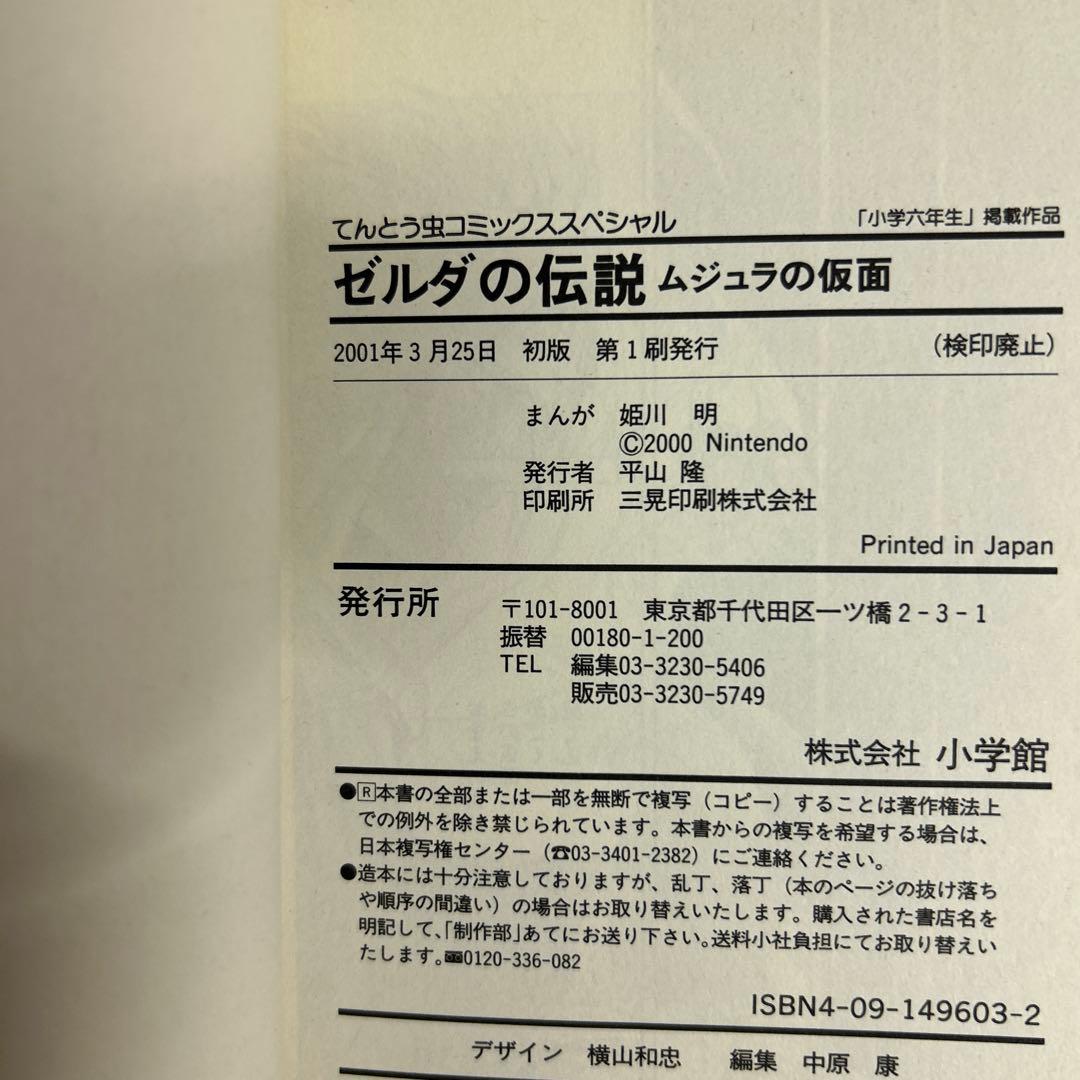 てんとう虫コミックススペシャル 「小学六年生」掲載作品
ゼルダの伝説 ムジュラの仮面
2001年3月25日 初版 第1刷発行 (検印廃止)
まんが 姫川 明
©2000 Nintendo
発行者 平山 隆
印刷所 三晃印刷株式会社
Printed in Japan
発行所 〒101-8001 東京都千代田区一ツ橋2-3-1
振替 00180-1-200
TEL 編集03-3230-5406
販売03-3230-5749
株式会社 小学館
●🅁本書の全部または一部を無断で複写(コピー)することは著作権法上
での例外を除き禁じられています。本書からの複写を希望する場合は、
日本複写権センター(☎03-3401-2382)にご連絡ください。
●造本には十分注意しておりますが、乱丁、落丁(本のページの抜け落ち
や順序の間違い)の場合はお取り替えいたします。購入された書店名を
明記して、「制作部」あてにお送り下さい。送料小社負担にてお取り替えい
たします。0120-336-082
ISBN4-09-149603-2
デザイン 横山和忠 編集 中原 康